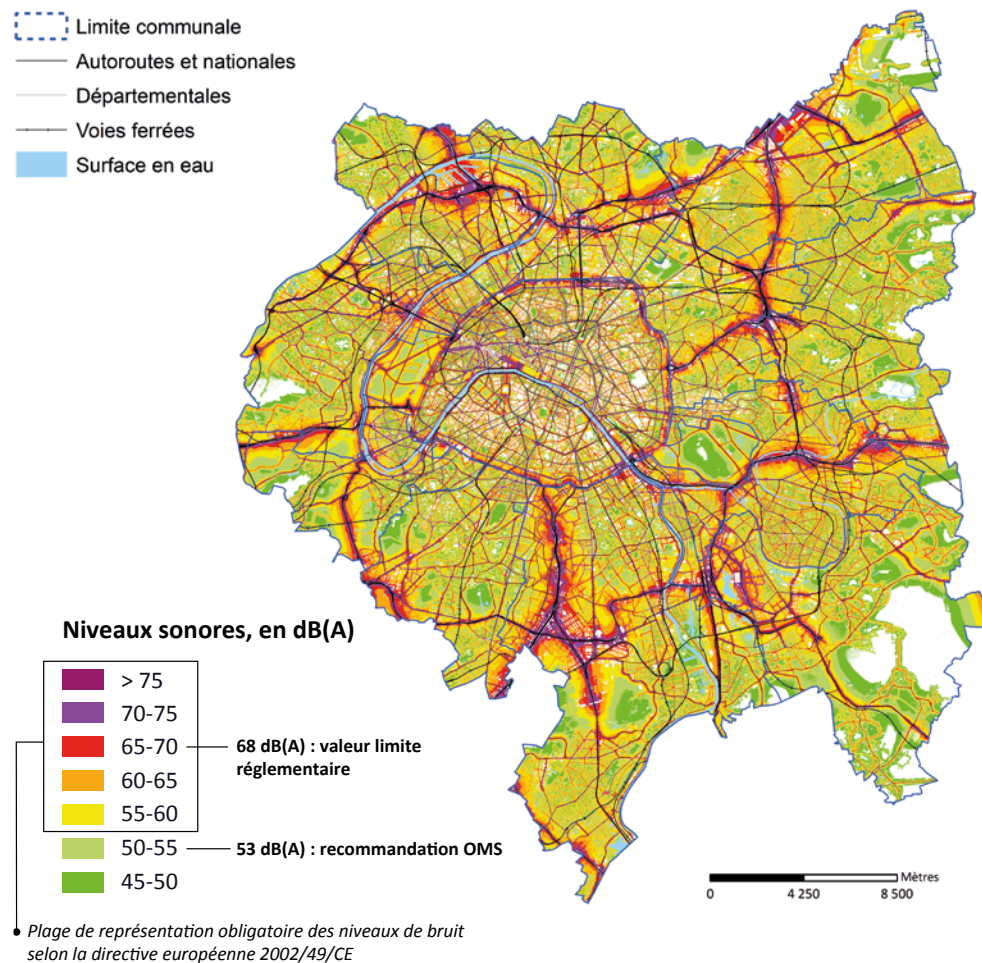 Limite communale
Autoroutes et nationales
Départementales
Voies ferrées
Surface en eau
Niveaux sonores, en dB(A)
> 75
70-75
65-70
68 dB(A) : valeur limite
réglementaire
60-65
55-60
50-55
53 dB(A) : recommandation OMS
45-50
Mètres
0 4 250 8 500
Plage de représentation obligatoire des niveaux de bruit
selon la directive européenne 2002/49/CE